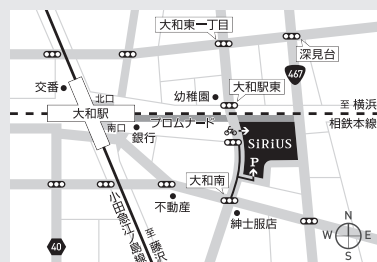 大和東一丁目
深見台
467
交番
幼稚園
大和駅東
至 横浜
北口
大和駅
プロムナード
相鉄本線
南口
銀行
SiRiUS
P
大和南
不動産
紳士服店
小田急江ノ島線
至 藤沢
40
N
W
E
S